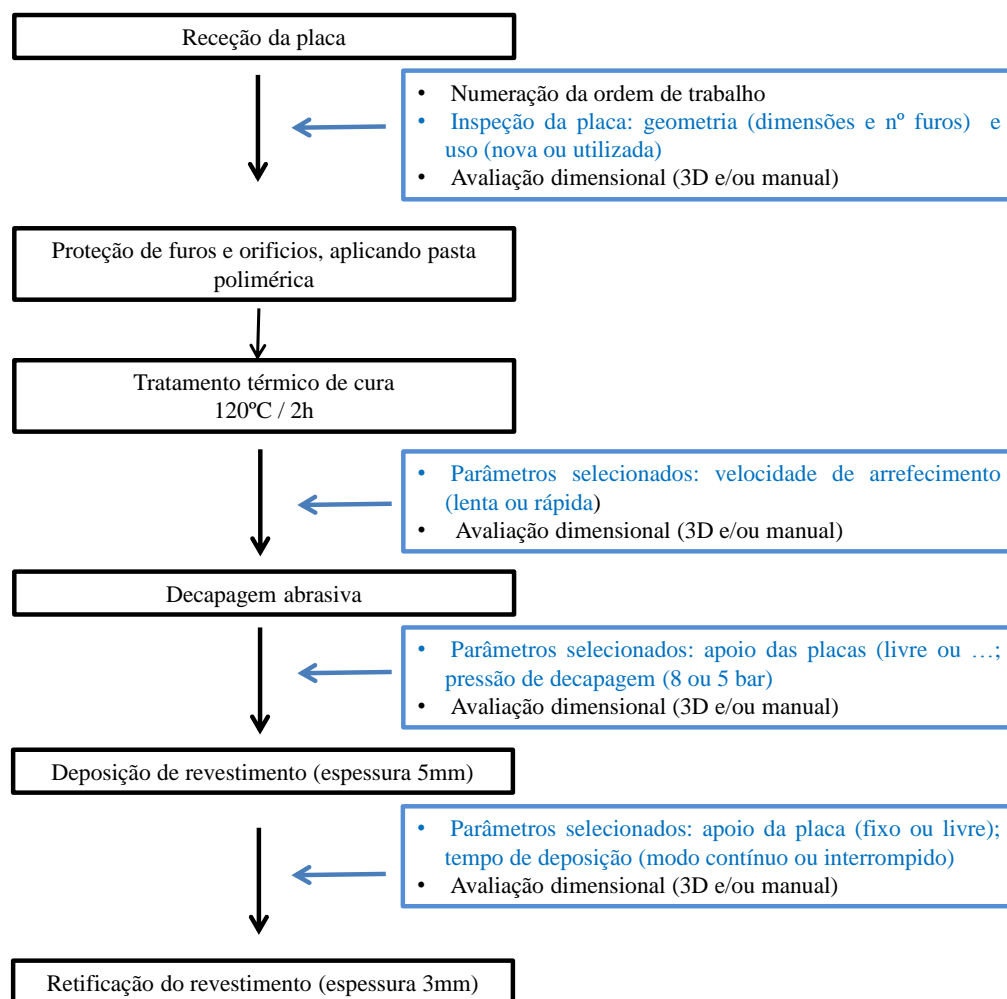 Receção da placa
• Numeração da ordem de trabalho
• Inspeção da placa: geometria (dimensões e nº furos) e
uso (nova ou utilizada)
• Avaliação dimensional (3D e/ou manual)
Proteção de furos e orificios, aplicando pasta
polimérica
Tratamento térmico de cura
120ºC / 2h
• Parâmetros selecionados: velocidade de arrefecimento
(lenta ou rápida)
• Avaliação dimensional (3D e/ou manual)
Decapagem abrasiva
• Parâmetros selecionados: apoio das placas (livre ou …;
pressão de decapagem (8 ou 5 bar)
• Avaliação dimensional (3D e/ou manual)
Deposição de revestimento (espessura 5mm)
• Parâmetros selecionados: apoio da placa (fixo ou livre);
tempo de deposição (modo contínuo ou interrompido)
• Avaliação dimensional (3D e/ou manual)
Retificação do revestimento (espessura 3mm)